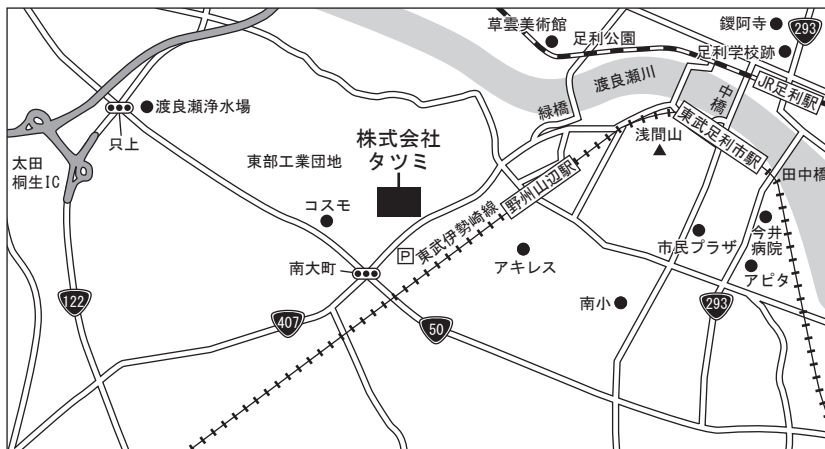 草雲美術館
足利公園
鑁阿寺
足利学校跡
293
JR足利駅
渡良瀬川
中橋
緑橋
渡良瀬浄水場
只上
株式会社
タツミ
浅間山
東武足利市駅
田中橋
太田
桐生IC
東部工業団地
野州山辺駅
コスモ
P
東武伊勢崎線
アキレス
市民プラザ
今井
病院
アピタ
南大町
南小
122
407
50
293